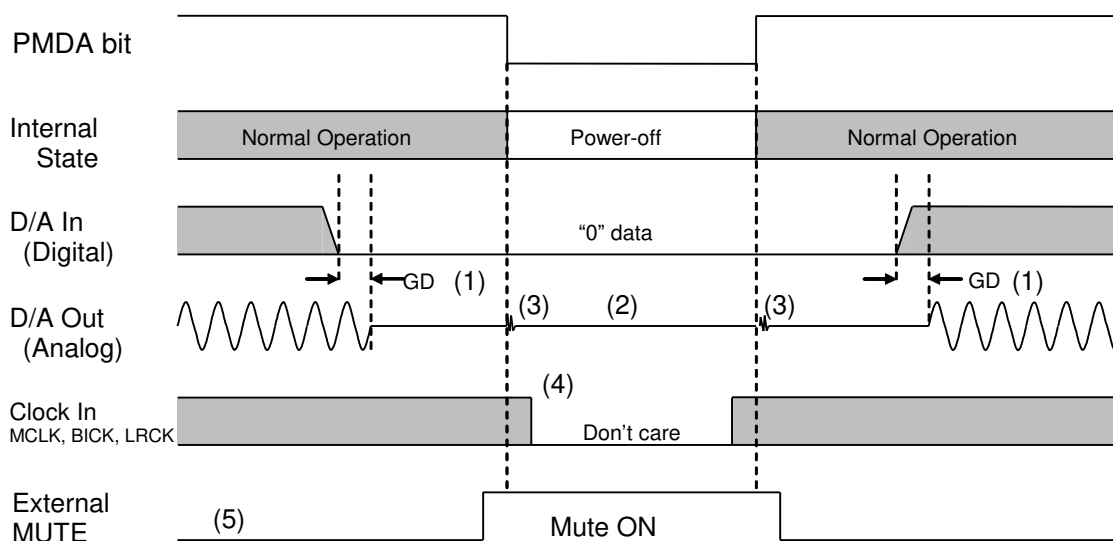 PMDA bit
Internal
State
Normal Operation
Power-off
Normal Operation
D/A In
(Digital)
“0” data
GD (1)
GD (1)
D/A Out
(Analog)
(3)
(2)
(3)
Clock In
MCLK, BICK, LRCK
(4)
Don’t care
External
MUTE
(5)
Mute ON